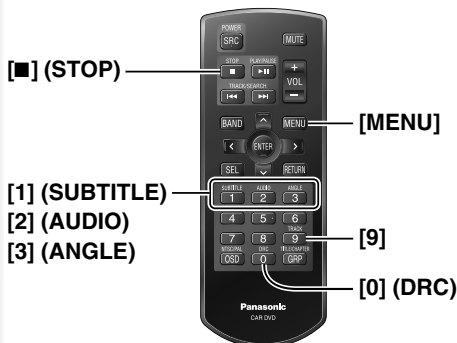 POWER
SRC
MUTE
STOP
PLAY/PAUSE
[■] (STOP)
+
VOL
−
TRACK/SEARCH
BAND
MENU
[MENU]
ENTER
SEL
RETURN
[1] (SUBTITLE)
SUBTITLE AUDIO ANGLE
1 2 3
[2] (AUDIO)
[3] (ANGLE)
4 5 6
TRACK
7 8 9
[9]
NTSC/PAL DRC TITLE/CHAPTER
OSD 0 GRP
[0] (DRC)
Panasonic
CAR DVD